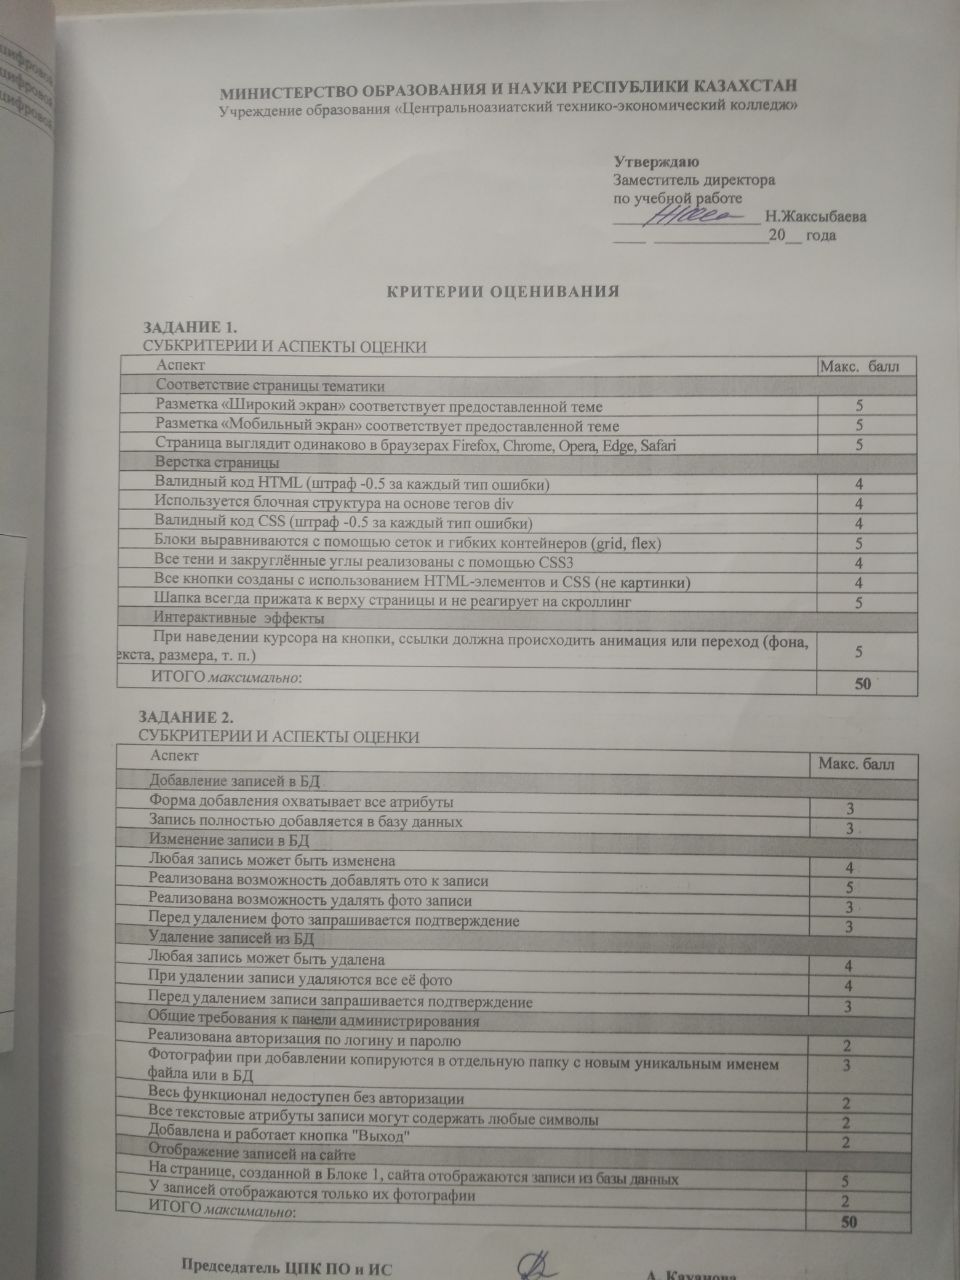 цифровой
цифровой
цифровой
МИНИСТЕРСТВО ОБРАЗОВАНИЯ И НАУКИ РЕСПУБЛИКИ КАЗАХСТАН
Учреждение образования «Центральноазиатский технико-экономический колледж»
Утверждаю
Заместитель директора
по учебной работе
Н.Жаксыбаева
20__ года
КРИТЕРИИ ОЦЕНИВАНИЯ
ЗАДАНИЕ 1.
СУБКРИТЕРИИ И АСПЕКТЫ ОЦЕНКИ
Аспект Макс. балл
Соответствие страницы тематики
Разметка «Широкий экран» соответствует предоставленной теме 5
Разметка «Мобильный экран» соответствует предоставленной теме 5
Страница выглядит одинаково в браузерах Firefox, Chrome, Opera, Edge, Safari 5
Верстка страницы
Валидный код HTML (штраф -0.5 за каждый тип ошибки) 4
Используется блочная структура на основе тегов div 4
Валидный код CSS (штраф -0.5 за каждый тип ошибки) 4
Блоки выравниваются с помощью сеток и гибких контейнеров (grid, flex) 5
Все тени и закруглённые углы реализованы с помощью CSS3 4
Все кнопки созданы с использованием HTML-элементов и CSS (не картинки) 4
Шапка всегда прижата к верху страницы и не реагирует на скроллинг 5
Интерактивные эффекты
При наведении курсора на кнопки, ссылки должна происходить анимация или переход (фона,
екста, размера, т. п.) 5
ИТОГО максимально: 50
ЗАДАНИЕ 2.
СУБКРИТЕРИИ И АСПЕКТЫ ОЦЕНКИ
Аспект Макс. балл
Добавление записей в БД
Форма добавления охватывает все атрибуты 3
Запись полностью добавляется в базу данных 3
Изменение записи в БД
Любая запись может быть изменена 4
Реализована возможность добавлять ото к записи 5
Реализована возможность удалять фото записи 3
Перед удалением фото запрашивается подтверждение 3
Удаление записей из БД
Любая запись может быть удалена 4
При удалении записи удаляются все её фото 4
Перед удалением записи запрашивается подтверждение 3
Общие требования к панели администрирования
Реализована авторизация по логину и паролю 2
Фотографии при добавлении копируются в отдельную папку с новым уникальным именем 3
файла или в БД
Весь функционал недоступен без авторизации 2
Все текстовые атрибуты записи могут содержать любые символы 2
Добавлена и работает кнопка "Выход" 2
Отображение записей на сайте
На странице, созданной в Блоке 1, сайта отображаются записи из базы данных 5
У записей отображаются только их фотографии 2
ИТОГО максимально: 50
Председатель ЦПК ПО и ИС А. Каханова